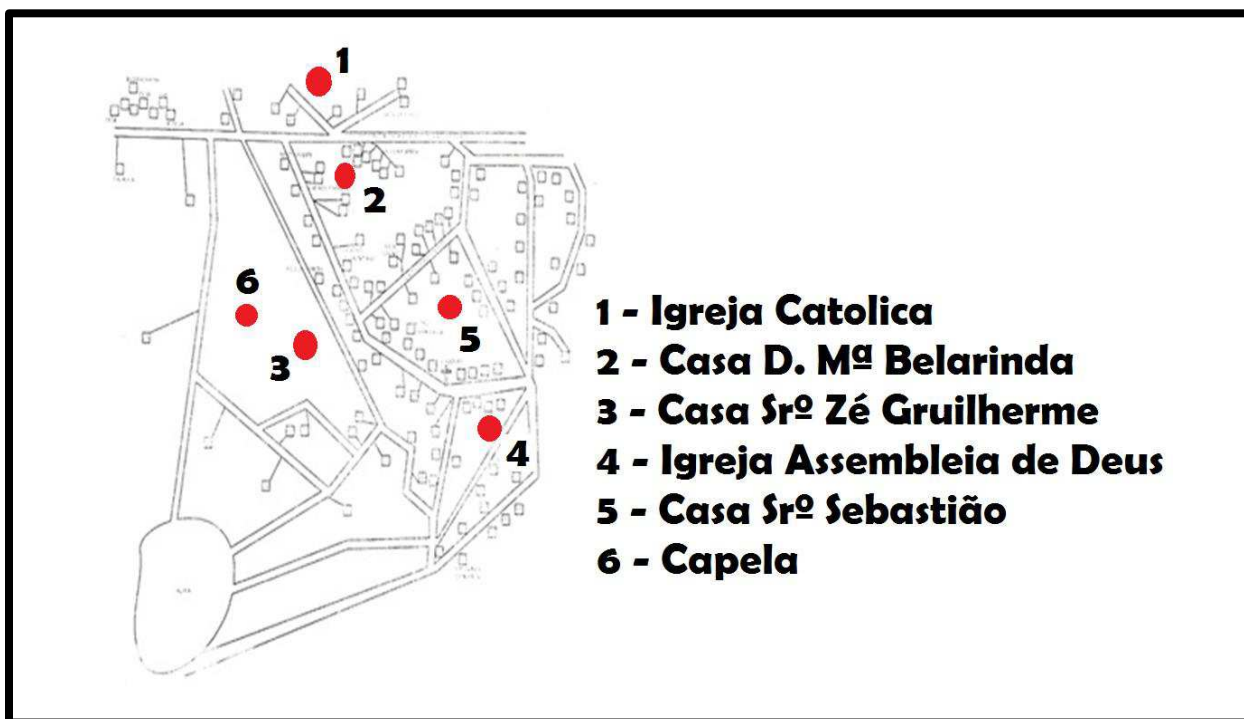 1
2
6
5
3
4
1 - Igreja Catolica
2 - Casa D. Mª Belarinda
3 - Casa Srº Zé Gruilherme
4 - Igreja Assembleia de Deus
5 - Casa Srº Sebastião
6 - Capela